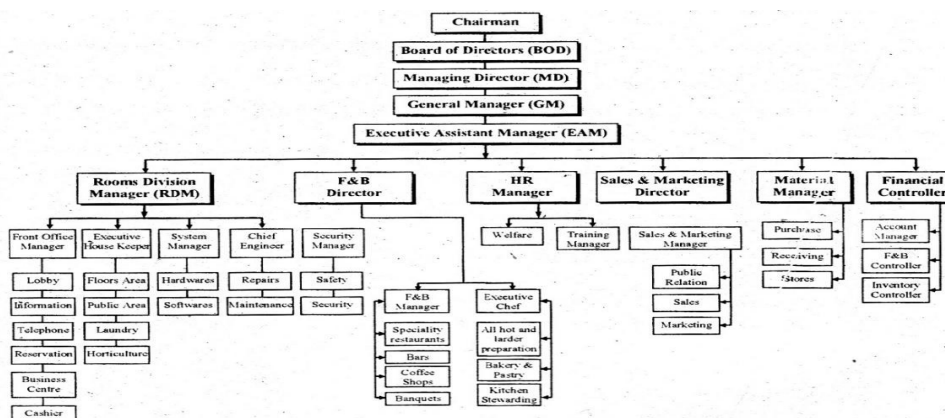 Chairman
Board of Directors (BOD)
Managing Director (MD)
General Manager (GM)
Executive Assistant Manager (EAM)
Rooms Division
Manager (RDM)
F&B
Director
HR
Manager
Sales & Marketing
Director
Material
Manager
Financial
Controller
Front Office
Manager
Executive
House Keeper
System
Manager
Chief
Engineer
Security
Manager
Welfare
Training
Manager
Sales & Marketing
Manager
Purchase
Account
Manager
Lobby
Floors Area
Hardwares
Repairs
Safety
Public
Relation
Receiving
F&B
Controller
Information
Public Area
Softwares
Maintenance
Security
F&B
Manager
Executive
Chef
Sales
Stores
Inventory
Controller
Telephone
Laundry
Speciality
restaurants
All hot and
larder
preparation
Marketing
Reservation
Horticulture
Bars
Business
Centre
Coffee
Shops
Bakery &
Pastry
Cashier
Banquets
Kitchen
Stewarding